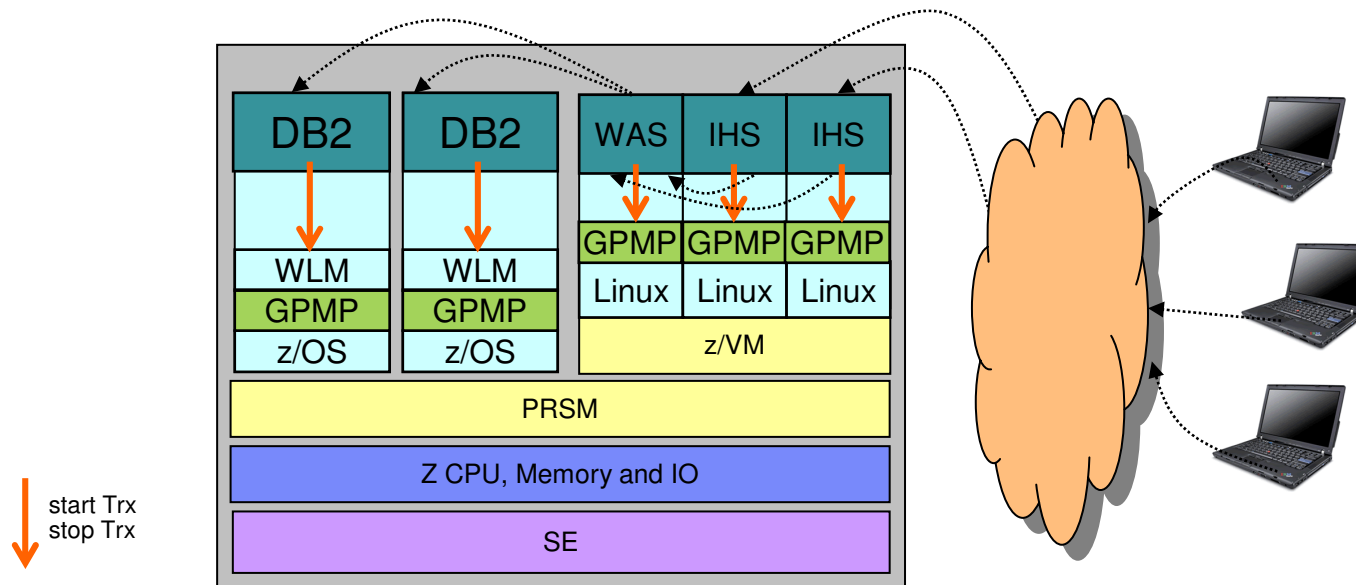 DB2
DB2
WAS
IHS
IHS
GPMP
GPMP
GPMP
WLM
WLM
Linux
Linux
Linux
GPMP
GPMP
z/OS
z/OS
z/VM
PRSM
Z CPU, Memory and IO
start Trx
stop Trx
SE